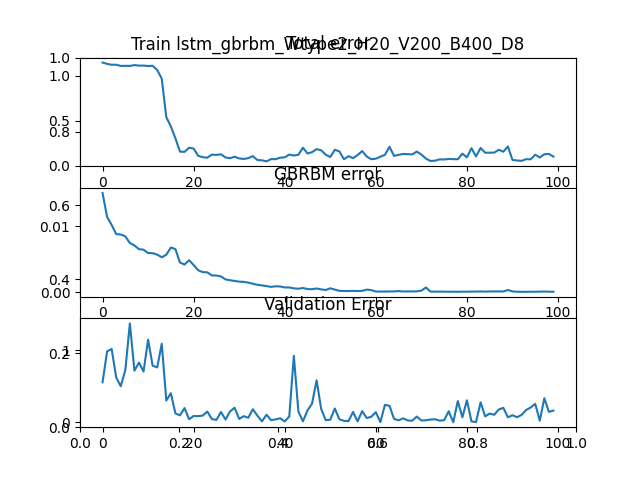 Train lstm_gbrbm_Wtype2_H20_V200_B400_D8
Total error
1.0
1.0
0.5
0.8
0.0
0 20 40 60 80 100
GBRBM error
0.6
0.01
0.4
0.00
0 20 40 60 80 100
Validation Error
0.2
1
0
0.0
0.0 0 0.2 20 0.4 40 0.6 60 80 0.8 100 1.0